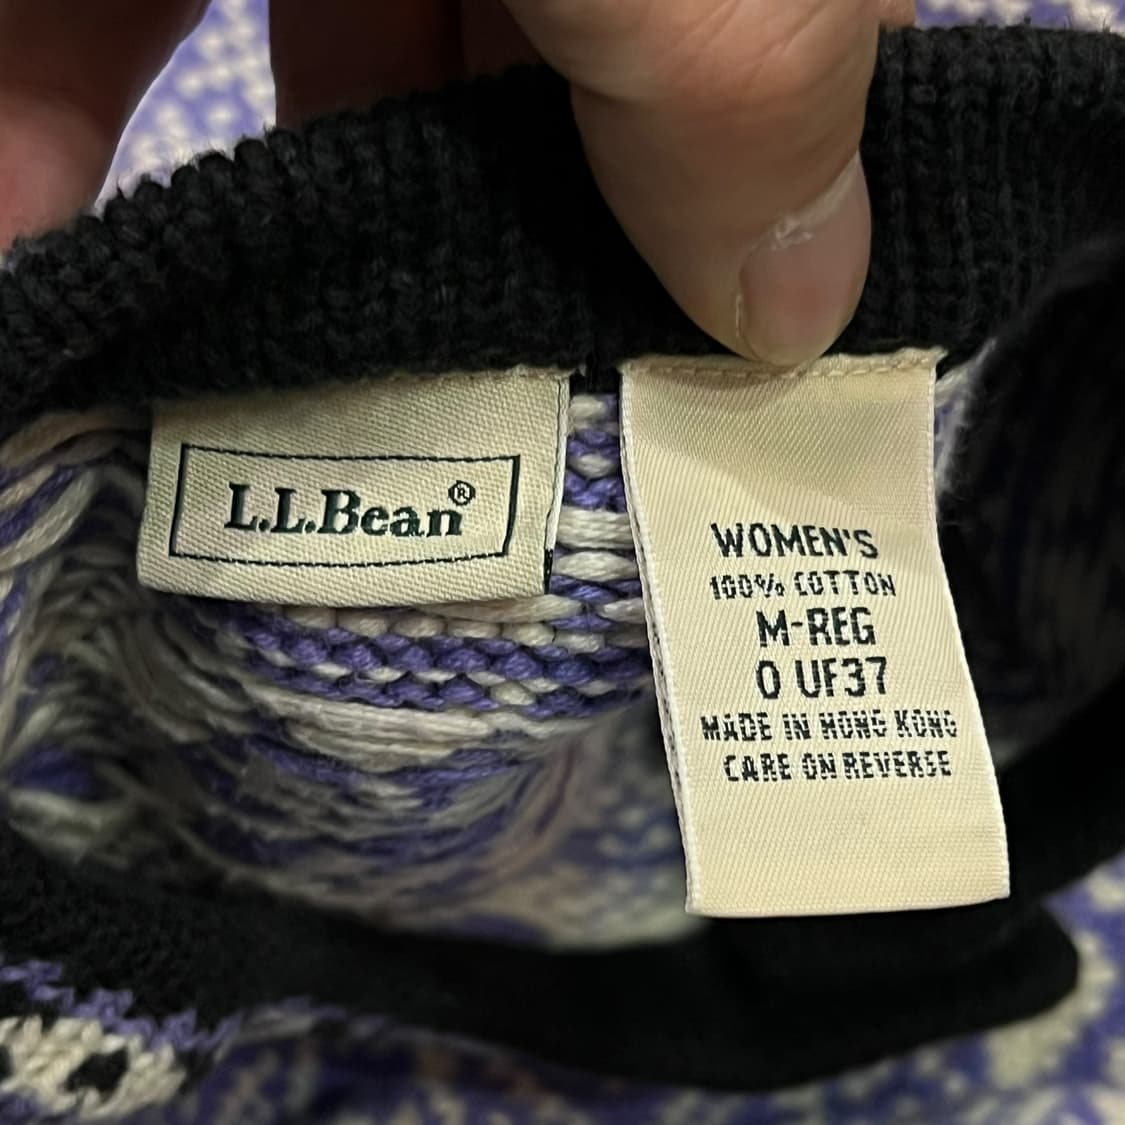 L.L.Bean®
WOMEN'S
100% COTTON
M-REG
0 UF37
MADE IN HONG KONG
CARE ON REVERSE